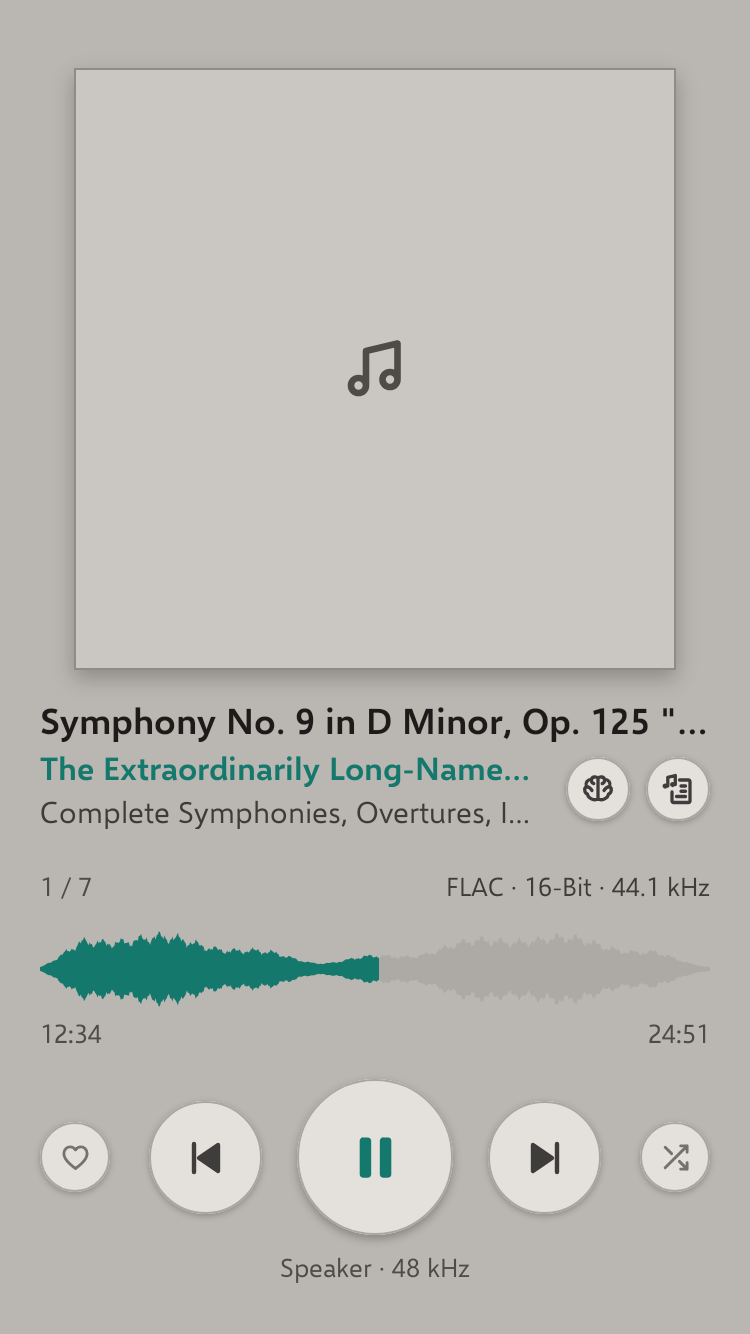 Symphony No. 9 in D Minor, Op. 125 "...
The Extraordinarily Long-Name...
Complete Symphonies, Overtures, I...
1 / 7
FLAC · 16-Bit · 44.1 kHz
12:34
24:51
Speaker · 48 kHz